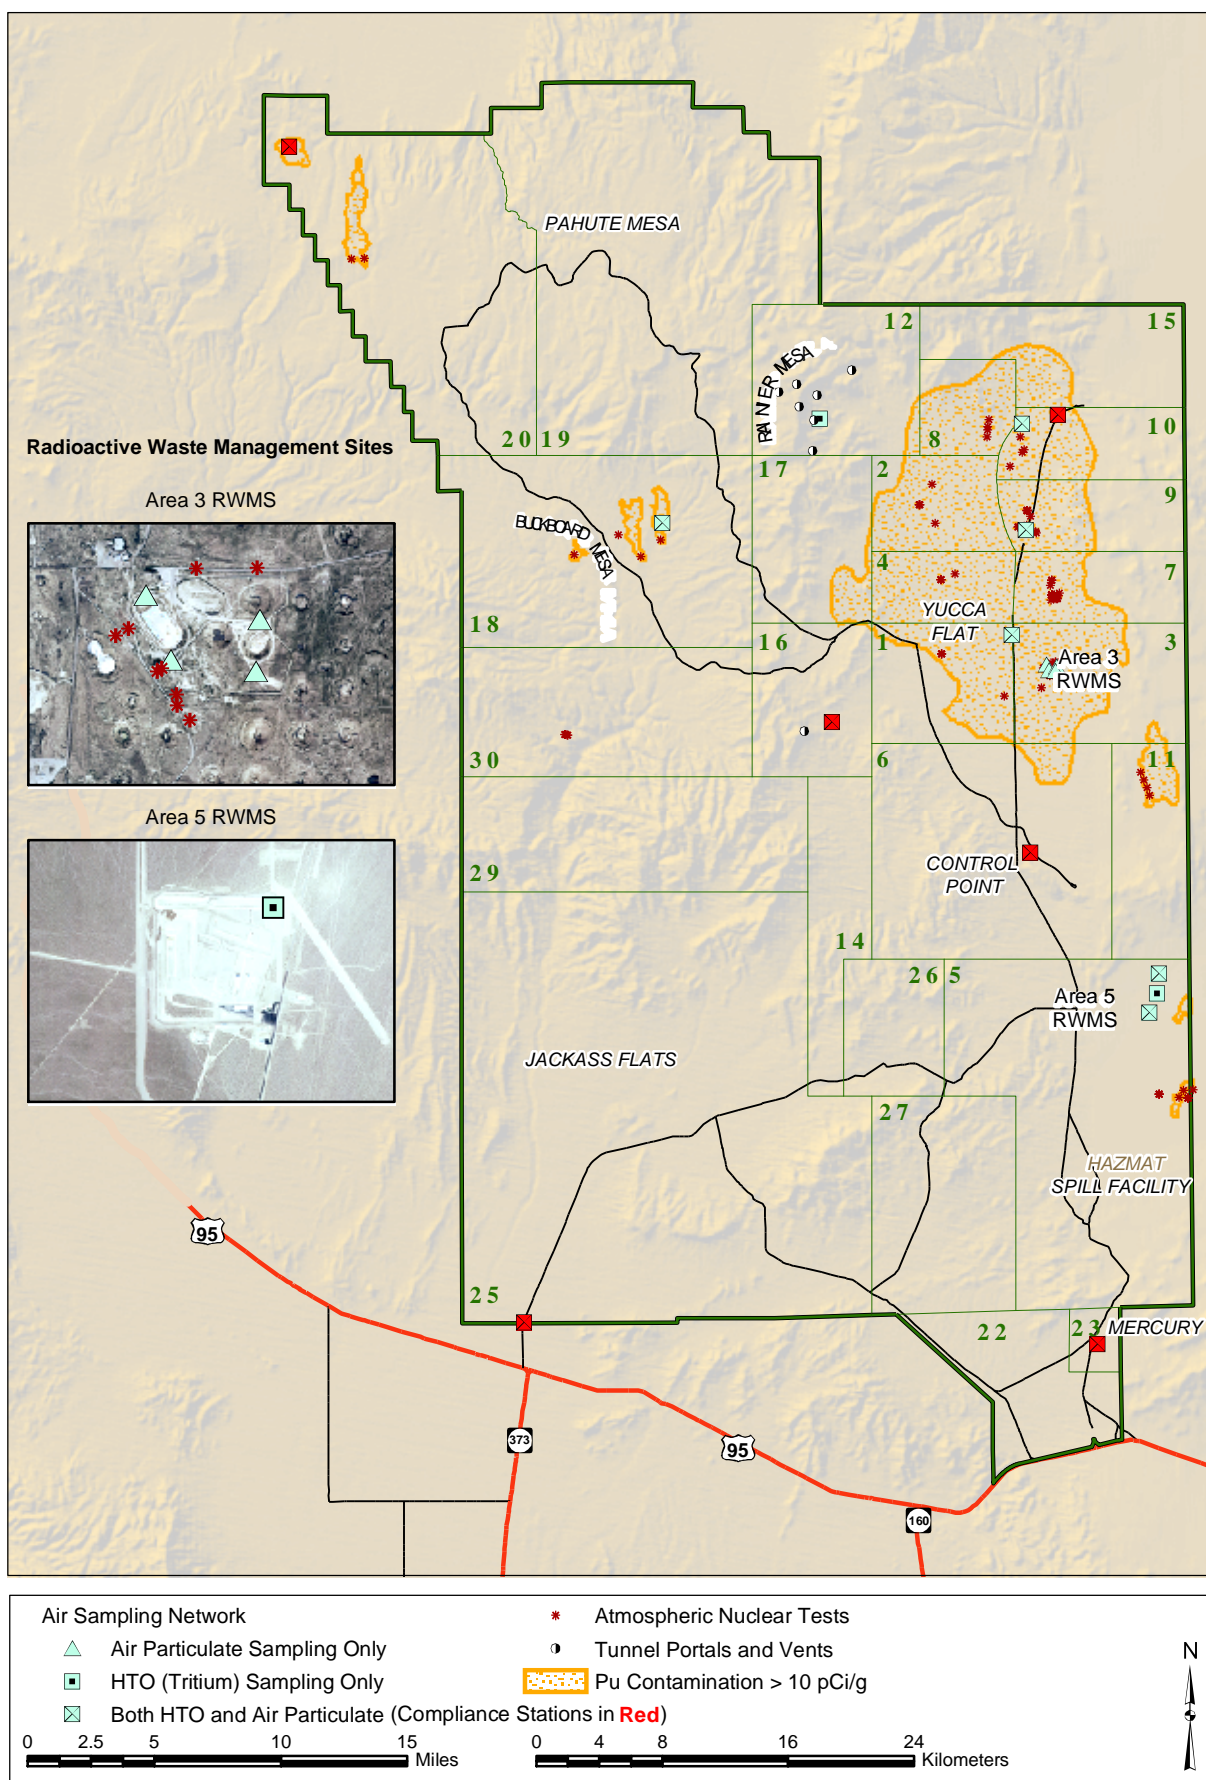 PAHUTE MESA
12
15
RAINIER MESA
10
20
19
8
Radioactive Waste Management Sites
17
2
9
Area 3 RWMS
BUCKBOARD MESA
4
7
YUCCA
FLAT
18
16
1
3
Area 3
RWMS
30
6
11
Area 5 RWMS
29
CONTROL
POINT
14
26
5
Area 5
RWMS
JACKASS FLATS
27
HAZMAT
SPILL FACILITY
95
25
22
23
MERCURY
373
95
160
Air Sampling Network
Air Particulate Sampling Only
HTO (Tritium) Sampling Only
Both HTO and Air Particulate (Compliance Stations in Red)
Atmospheric Nuclear Tests
Tunnel Portals and Vents
Pu Contamination > 10 pCi/g
N
0 2.5 5 10 15
Miles
0 4 8 16 24
Kilometers